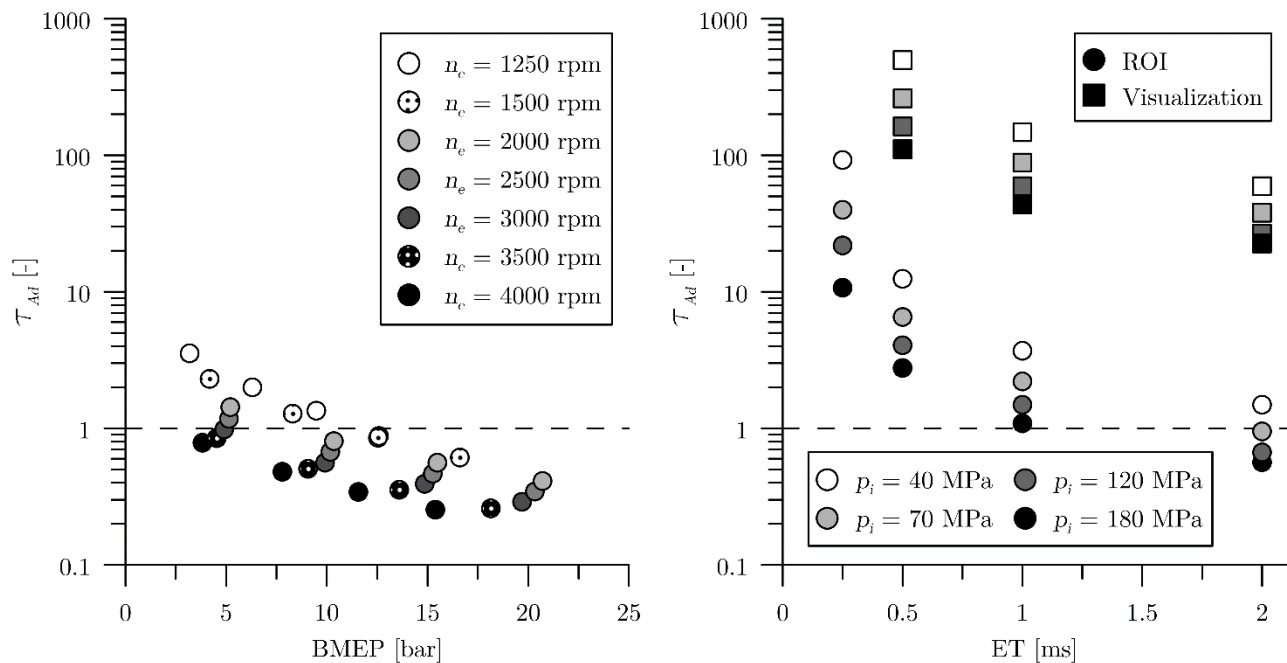 1000
100
10
1
0.1
τ_Ad [-]
n_e = 1250 rpm
n_e = 1500 rpm
n_e = 2000 rpm
n_e = 2500 rpm
n_e = 3000 rpm
n_e = 3500 rpm
n_e = 4000 rpm
0 5 10 15 20 25
BMEP [bar]
1000
100
10
1
0.1
τ_Ad [-]
ROI
Visualization
p_i = 40 MPa p_i = 120 MPa
p_i = 70 MPa p_i = 180 MPa
0 0.5 1 1.5 2
ET [ms]